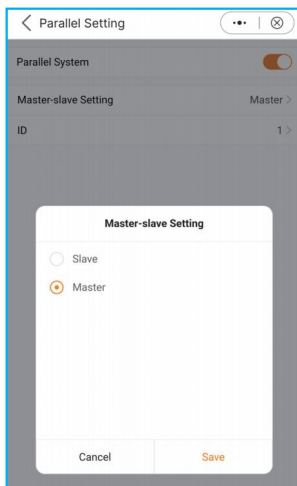 Parallel Setting
Parallel System
Master-slave Setting Master
ID 1
Master-slave Setting
Slave
Master
Cancel Save